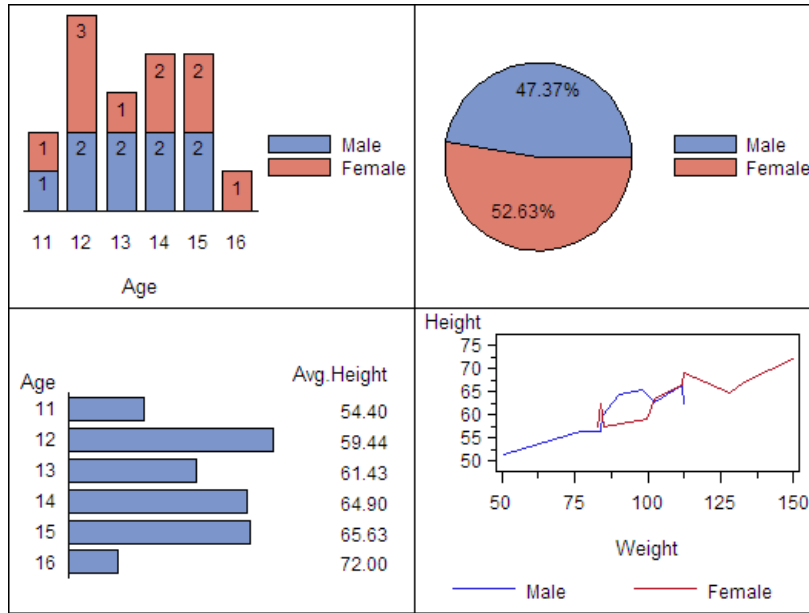 3
2 2
1
1 2 2 2 2 1
1
Male
Female
11 12 13 14 15 16
Age
47.37%
52.63%
Male
Female
Age Avg.Height
11 54.40
12 59.44
13 61.43
14 64.90
15 65.63
16 72.00
Height
75
70
65
60
55
50
50 75 100 125 150
Weight
Male Female